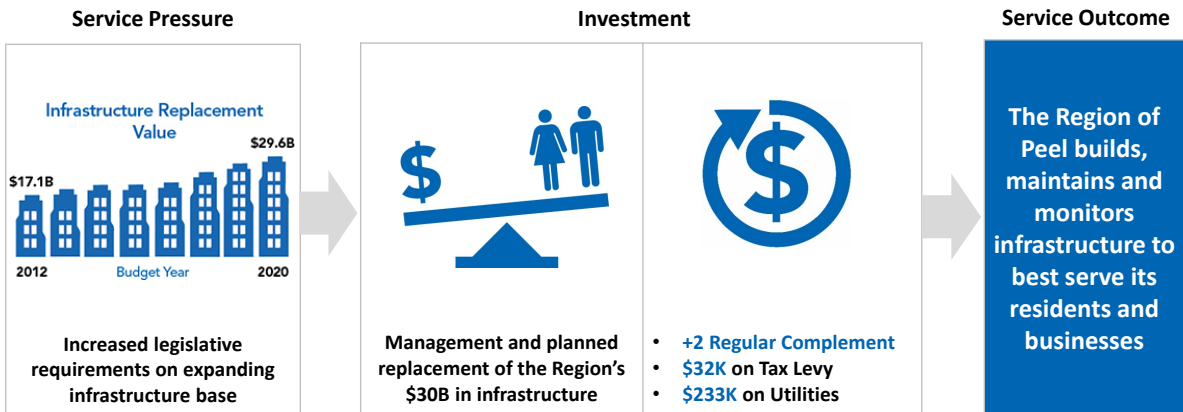 Service Pressure
Investment
Service Outcome
Infrastructure Replacement
Value
$29.6B
$17.1B
2012
Budget Year
2020
Increased legislative
requirements on expanding
infrastructure base
$
Management and planned
replacement of the Region's
$30B in infrastructure
$
• +2 Regular Complement
• $32K on Tax Levy
• $233K on Utilities
The Region of
Peel builds,
maintains and
monitors
infrastructure to
best serve its
residents and
businesses